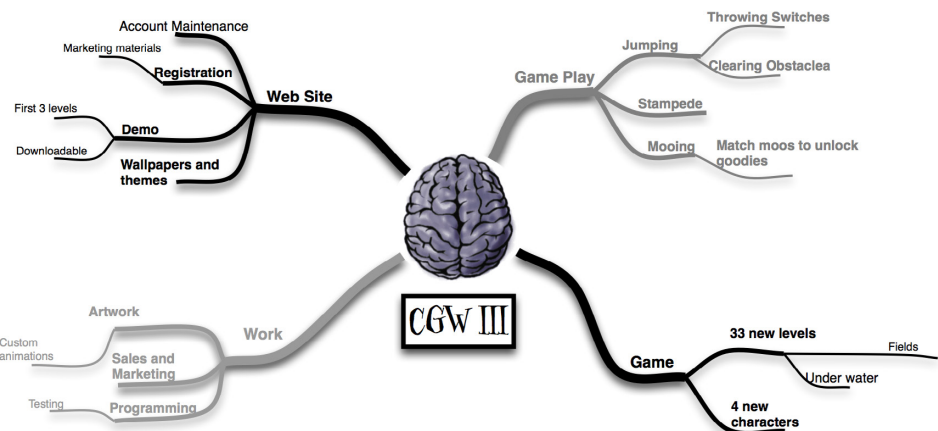 Account Maintenance
Marketing materials
Registration
Web Site
First 3 levels
Demo
Downloadable
Wallpapers and
themes
Throwing Switches
Jumping
Clearing Obstaclea
Game Play
Stampede
Mooing
Match moos to unlock
goodies
CGW III
Artwork
Custom
animations
Work
Sales and
Marketing
Testing
Programming
33 new levels
Fields
Game
Under water
4 new
characters